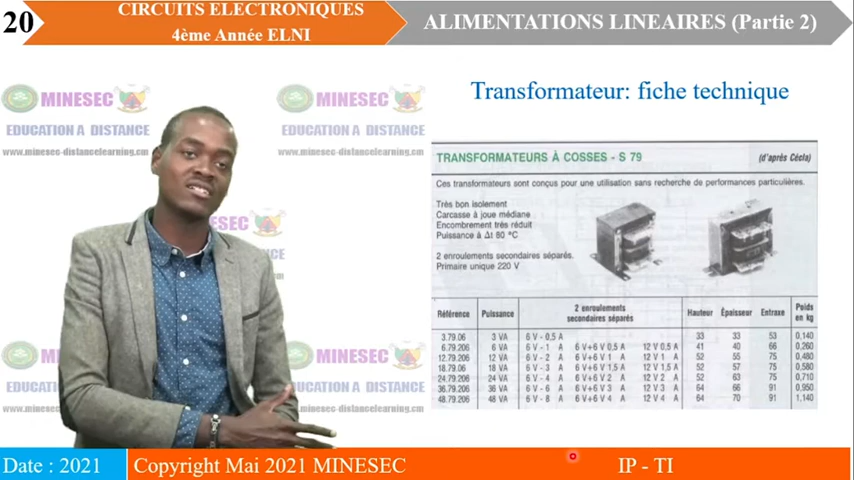 20
CIRCUITS ELECTRONIQUES
4ème Année ELNI
ALIMENTATIONS LINEAIRES (Partie 2)
MINESEC
EDUCATION A DISTANCE
www.minesec-distancelearning.cm
MINESEC
EDUCATION A DISTANCE
www.minesec-distancelearning.cm
Transformateur: fiche technique
TRANSFORMATEURS À COSSES - S 79 (d'après Cécla)
Ces transformateurs sont conçus pour une utilisation sans recherche de performances particulières.
Très bon isolement
Carcasse à joue médiane
Encombrement très réduit
Puissance à Δt 80 °C
2 enroulements secondaires séparés.
Primaire unique 220 V
Référence Puissance 2 enroulements secondaires séparés Hauteur Épaisseur Entraxe Poids en kg
3.79.06 3 VA 6 V - 0,5 A 33 33 53 0,140
6.79.206 6 VA 6 V - 1 A 6 V+6 V 0,5 A 12 V 0,5 A 41 40 66 0,260
12.79.206 12 VA 6 V - 2 A 6 V+6 V 1 A 12 V 1 A 52 55 75 0,480
18.79.06 18 VA 6 V - 3 A 6 V+6 V 1,5 A 12 V 1,5 A 52 57 75 0,580
24.79.206 24 VA 6 V - 4 A 6 V+6 V 2 A 12 V 2 A 52 63 75 0,710
36.79.206 36 VA 6 V - 6 A 6 V+6 V 3 A 12 V 3 A 64 66 91 0,950
48.79.206 48 VA 6 V - 8 A 6 V+6 V 4 A 12 V 4 A 64 70 91 1,140
Date : 2021
Copyright Mai 2021 MINESEC
IP - TI